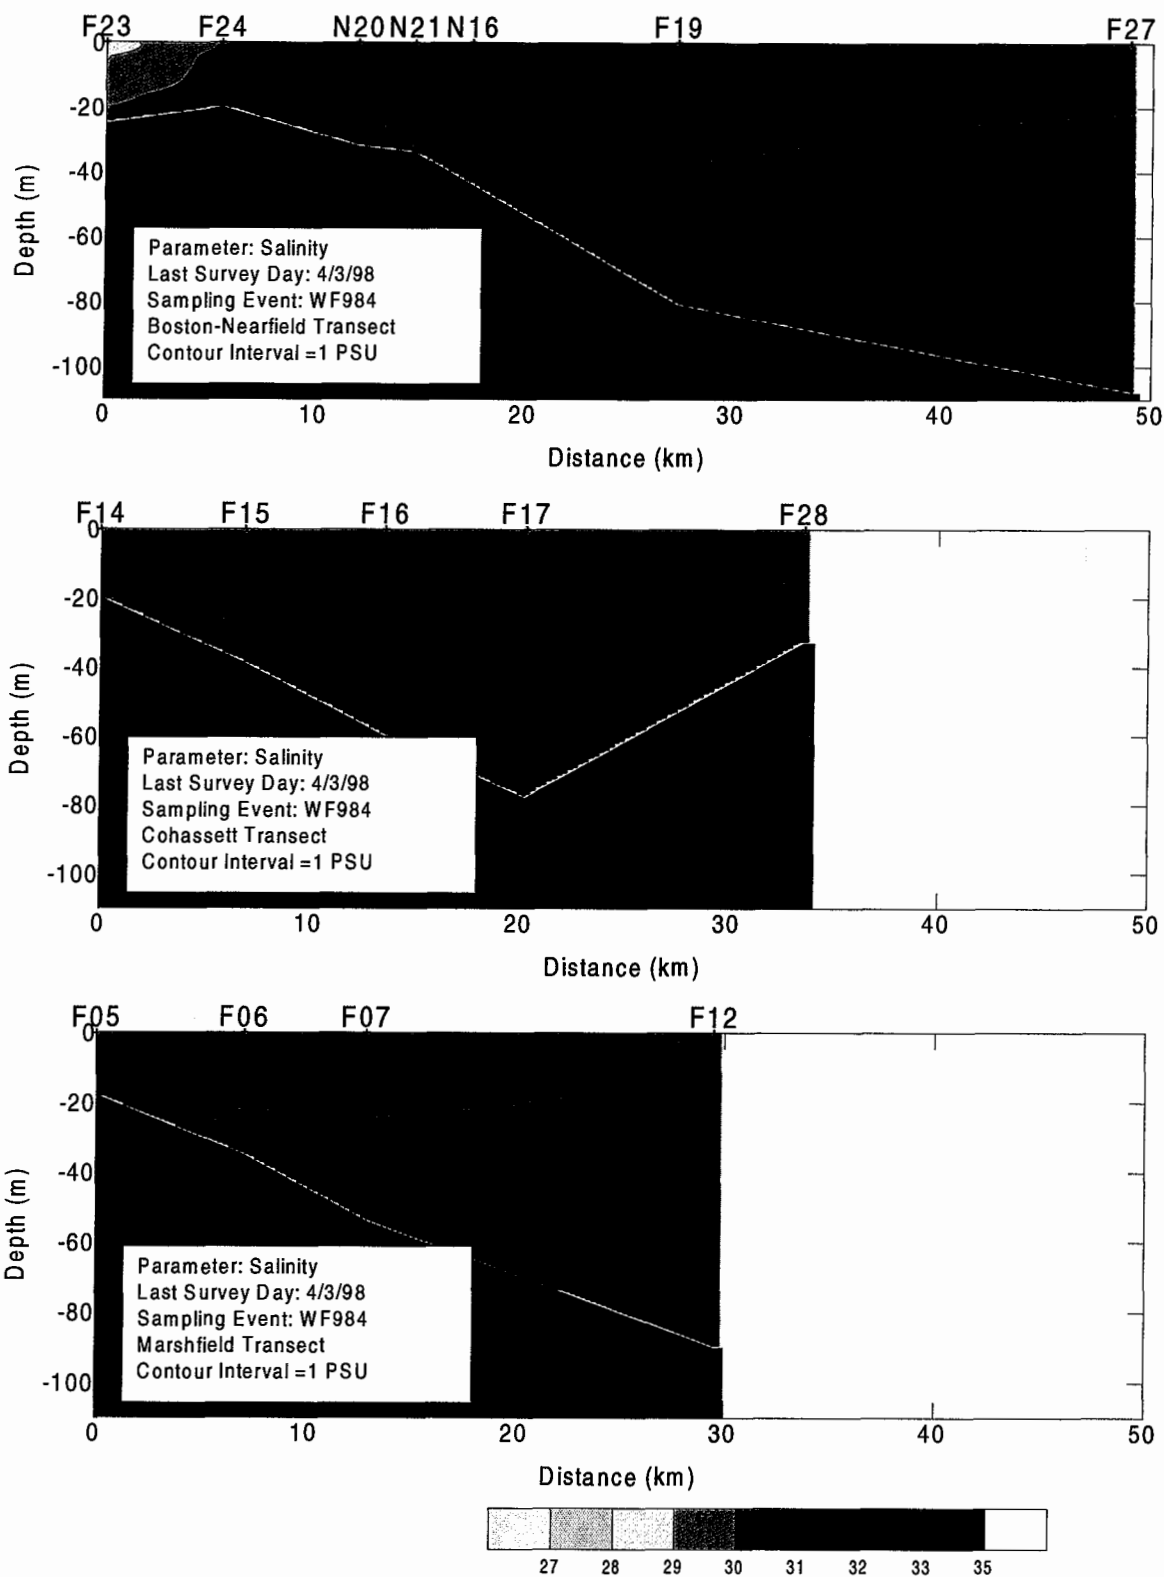 F23 F24 N20 N21 N16 F19 F27
0
-20
-40
-60
-80
-100
Depth (m)
Parameter: Salinity
Last Survey Day: 4/3/98
Sampling Event: WF984
Boston-Nearfield Transect
Contour Interval =1 PSU
0 10 20 30 40 50
Distance (km)
F14 F15 F16 F17 F28
0
-20
-40
-60
-80
-100
Depth (m)
Parameter: Salinity
Last Survey Day: 4/3/98
Sampling Event: WF984
Cohassett Transect
Contour Interval =1 PSU
0 10 20 30 40 50
Distance (km)
F05 F06 F07 F12
0
-20
-40
-60
-80
-100
Depth (m)
Parameter: Salinity
Last Survey Day: 4/3/98
Sampling Event: WF984
Marshfield Transect
Contour Interval =1 PSU
0 10 20 30 40 50
Distance (km)
27 28 29 30 31 32 33 35